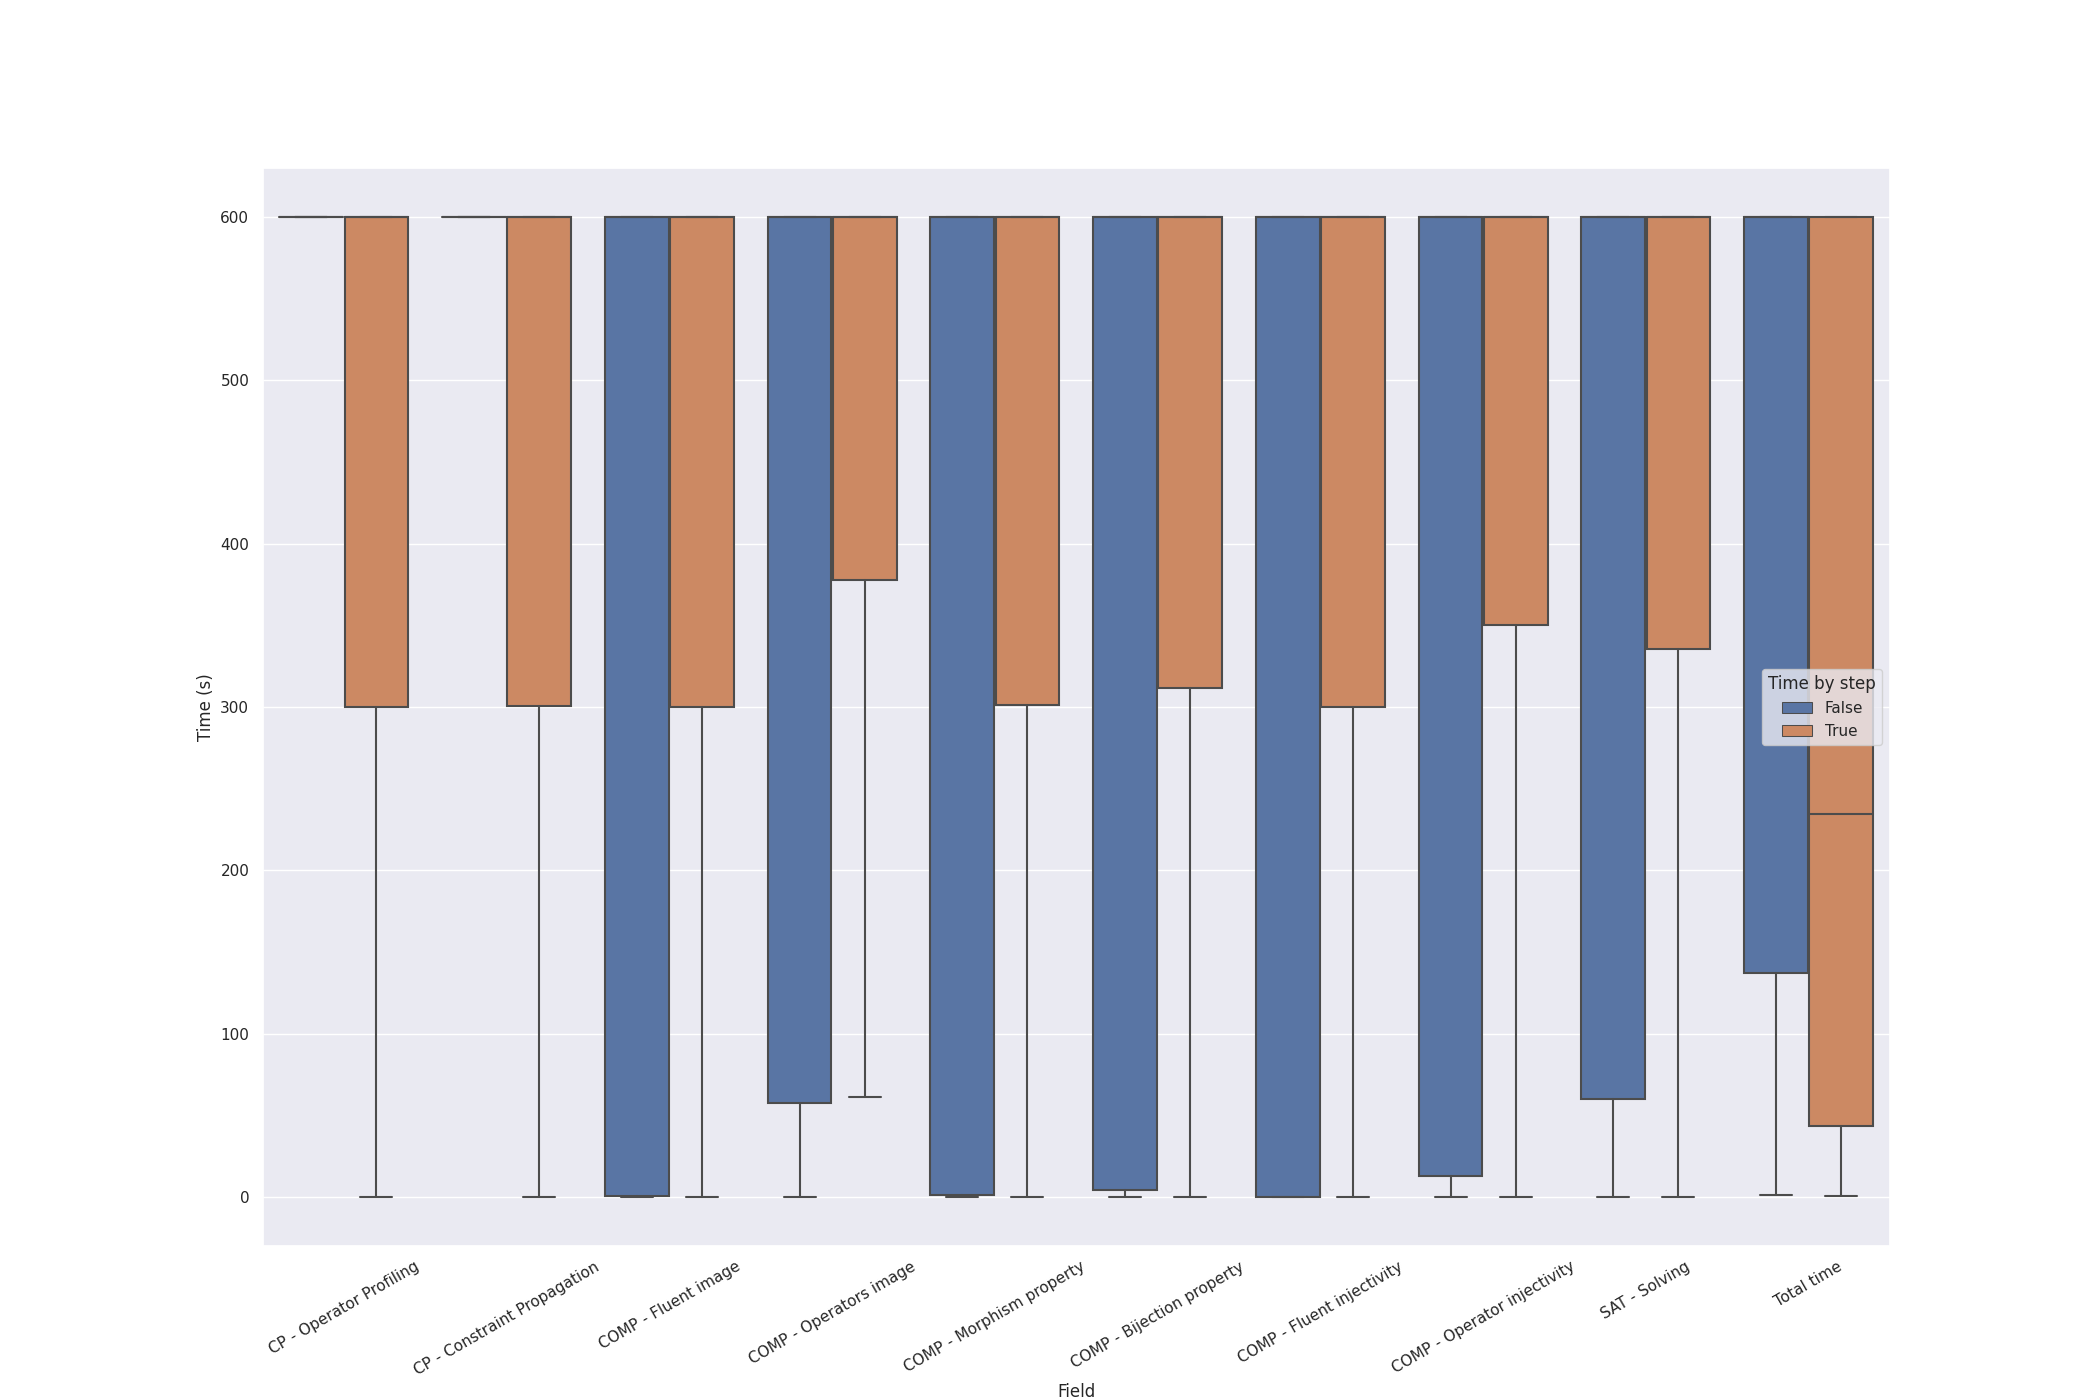 600
500
400
300
200
100
0
Time (s)
Time by step
False
True
CP - Operator Profiling
CP - Constraint Propagation
COMP - Fluent image
COMP - Operators image
COMP - Morphism property
COMP - Bijection property
COMP - Fluent injectivity
COMP - Operator injectivity
SAT - Solving
Total time
Field